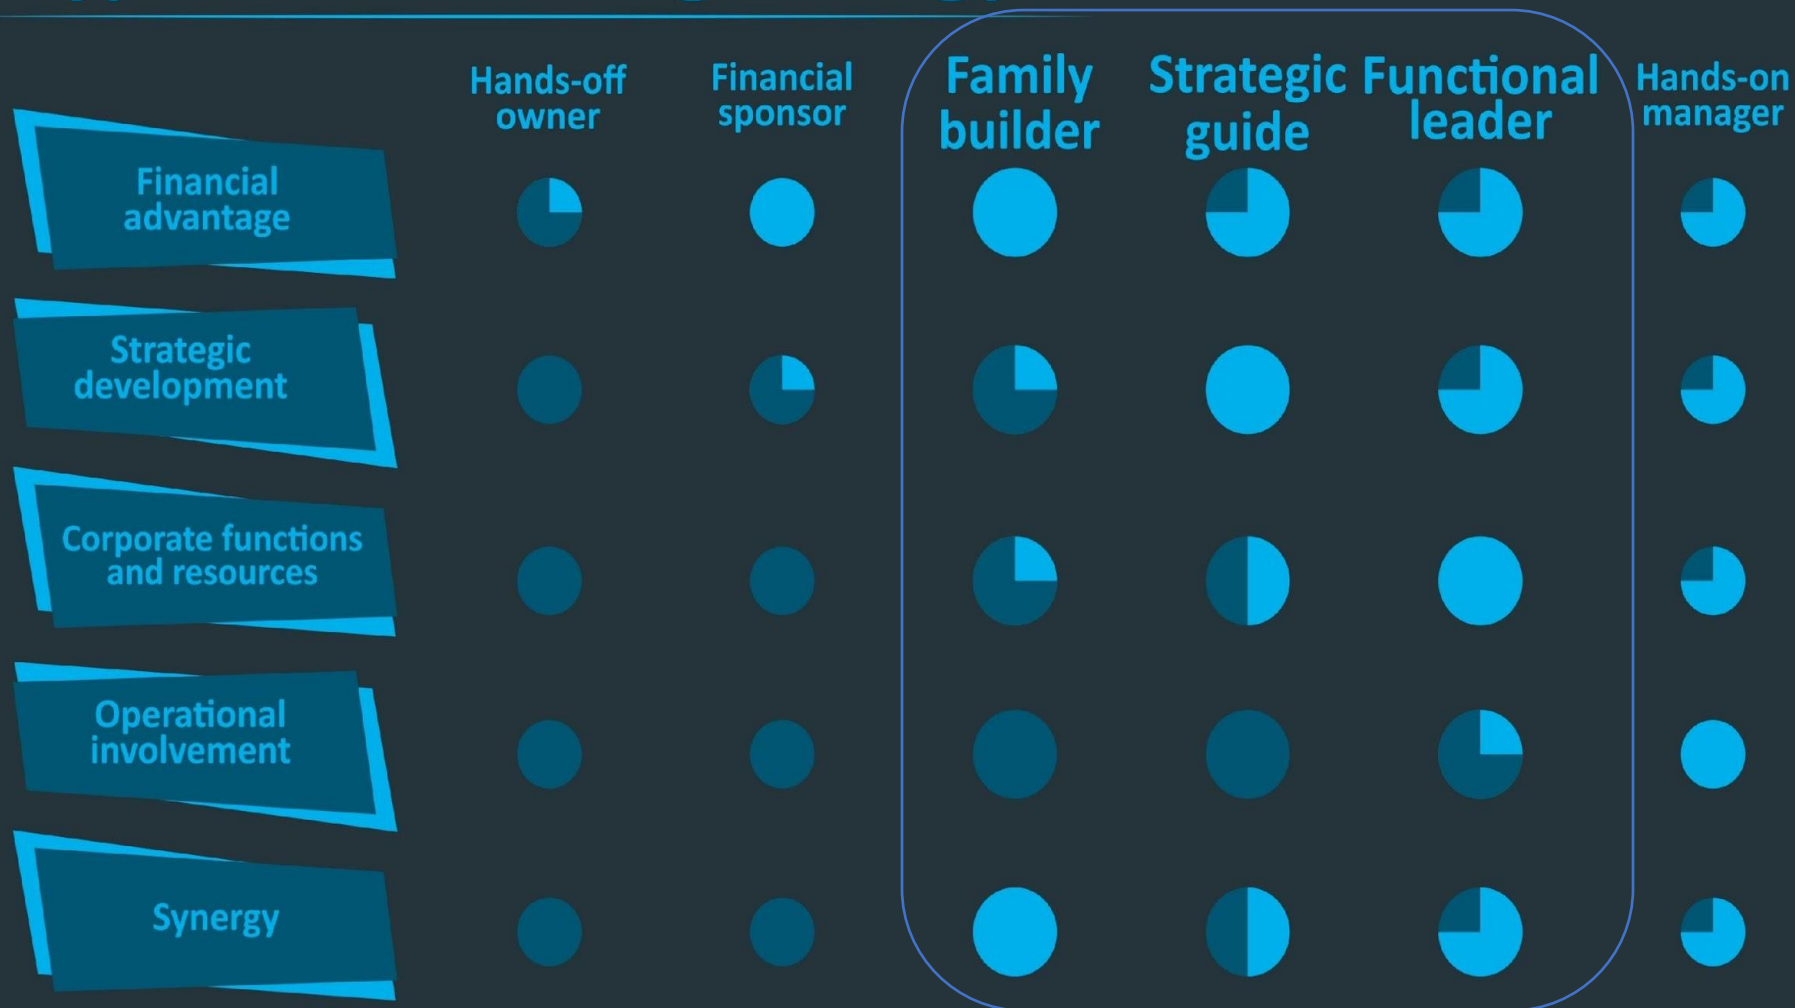 Hands-off
owner
Financial
sponsor
Family
builder
Strategic
guide
Functional
leader
Hands-on
manager
Financial
advantage
Strategic
development
Corporate functions
and resources
Operational
involvement
Synergy